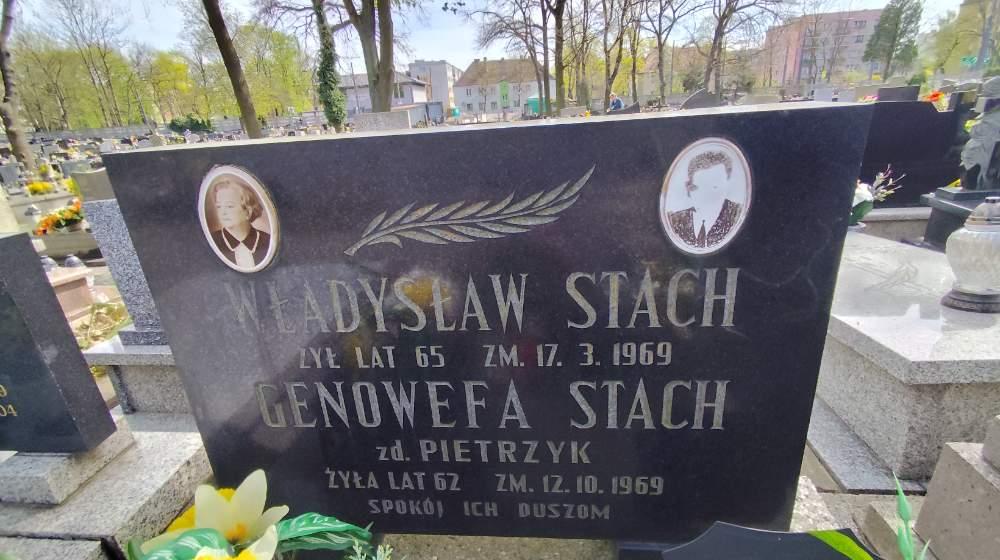 WŁADYSŁAW STACH
ŻYŁ LAT 65 ZM. 17. 3. 1969
GENOWEFA STACH
zd. PIETRZYK
ŻYŁA LAT 62 ZM. 12. 10. 1969
SPOKÓJ ICH DUSZOM